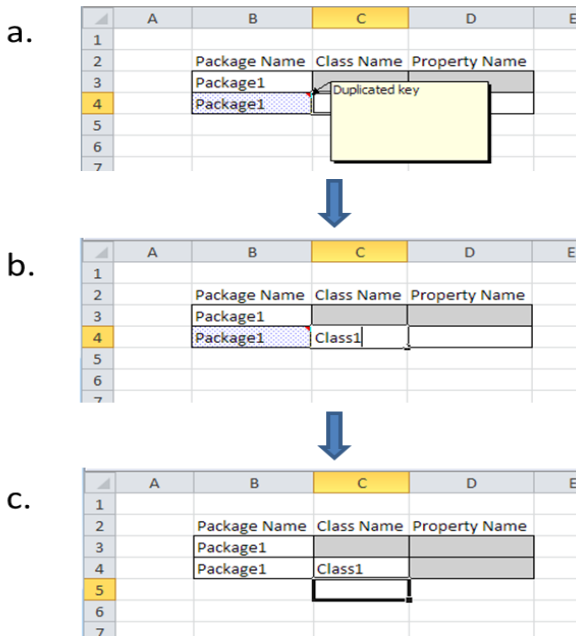 a.
A B C D E
1
2 Package Name Class Name Property Name
3 Package1
4 Package1 Duplicated key
5
6
7
b.
A B C D E
1
2 Package Name Class Name Property Name
3 Package1
4 Package1 Class1
5
6
7
c.
A B C D E
1
2 Package Name Class Name Property Name
3 Package1
4 Package1 Class1
5
6
7